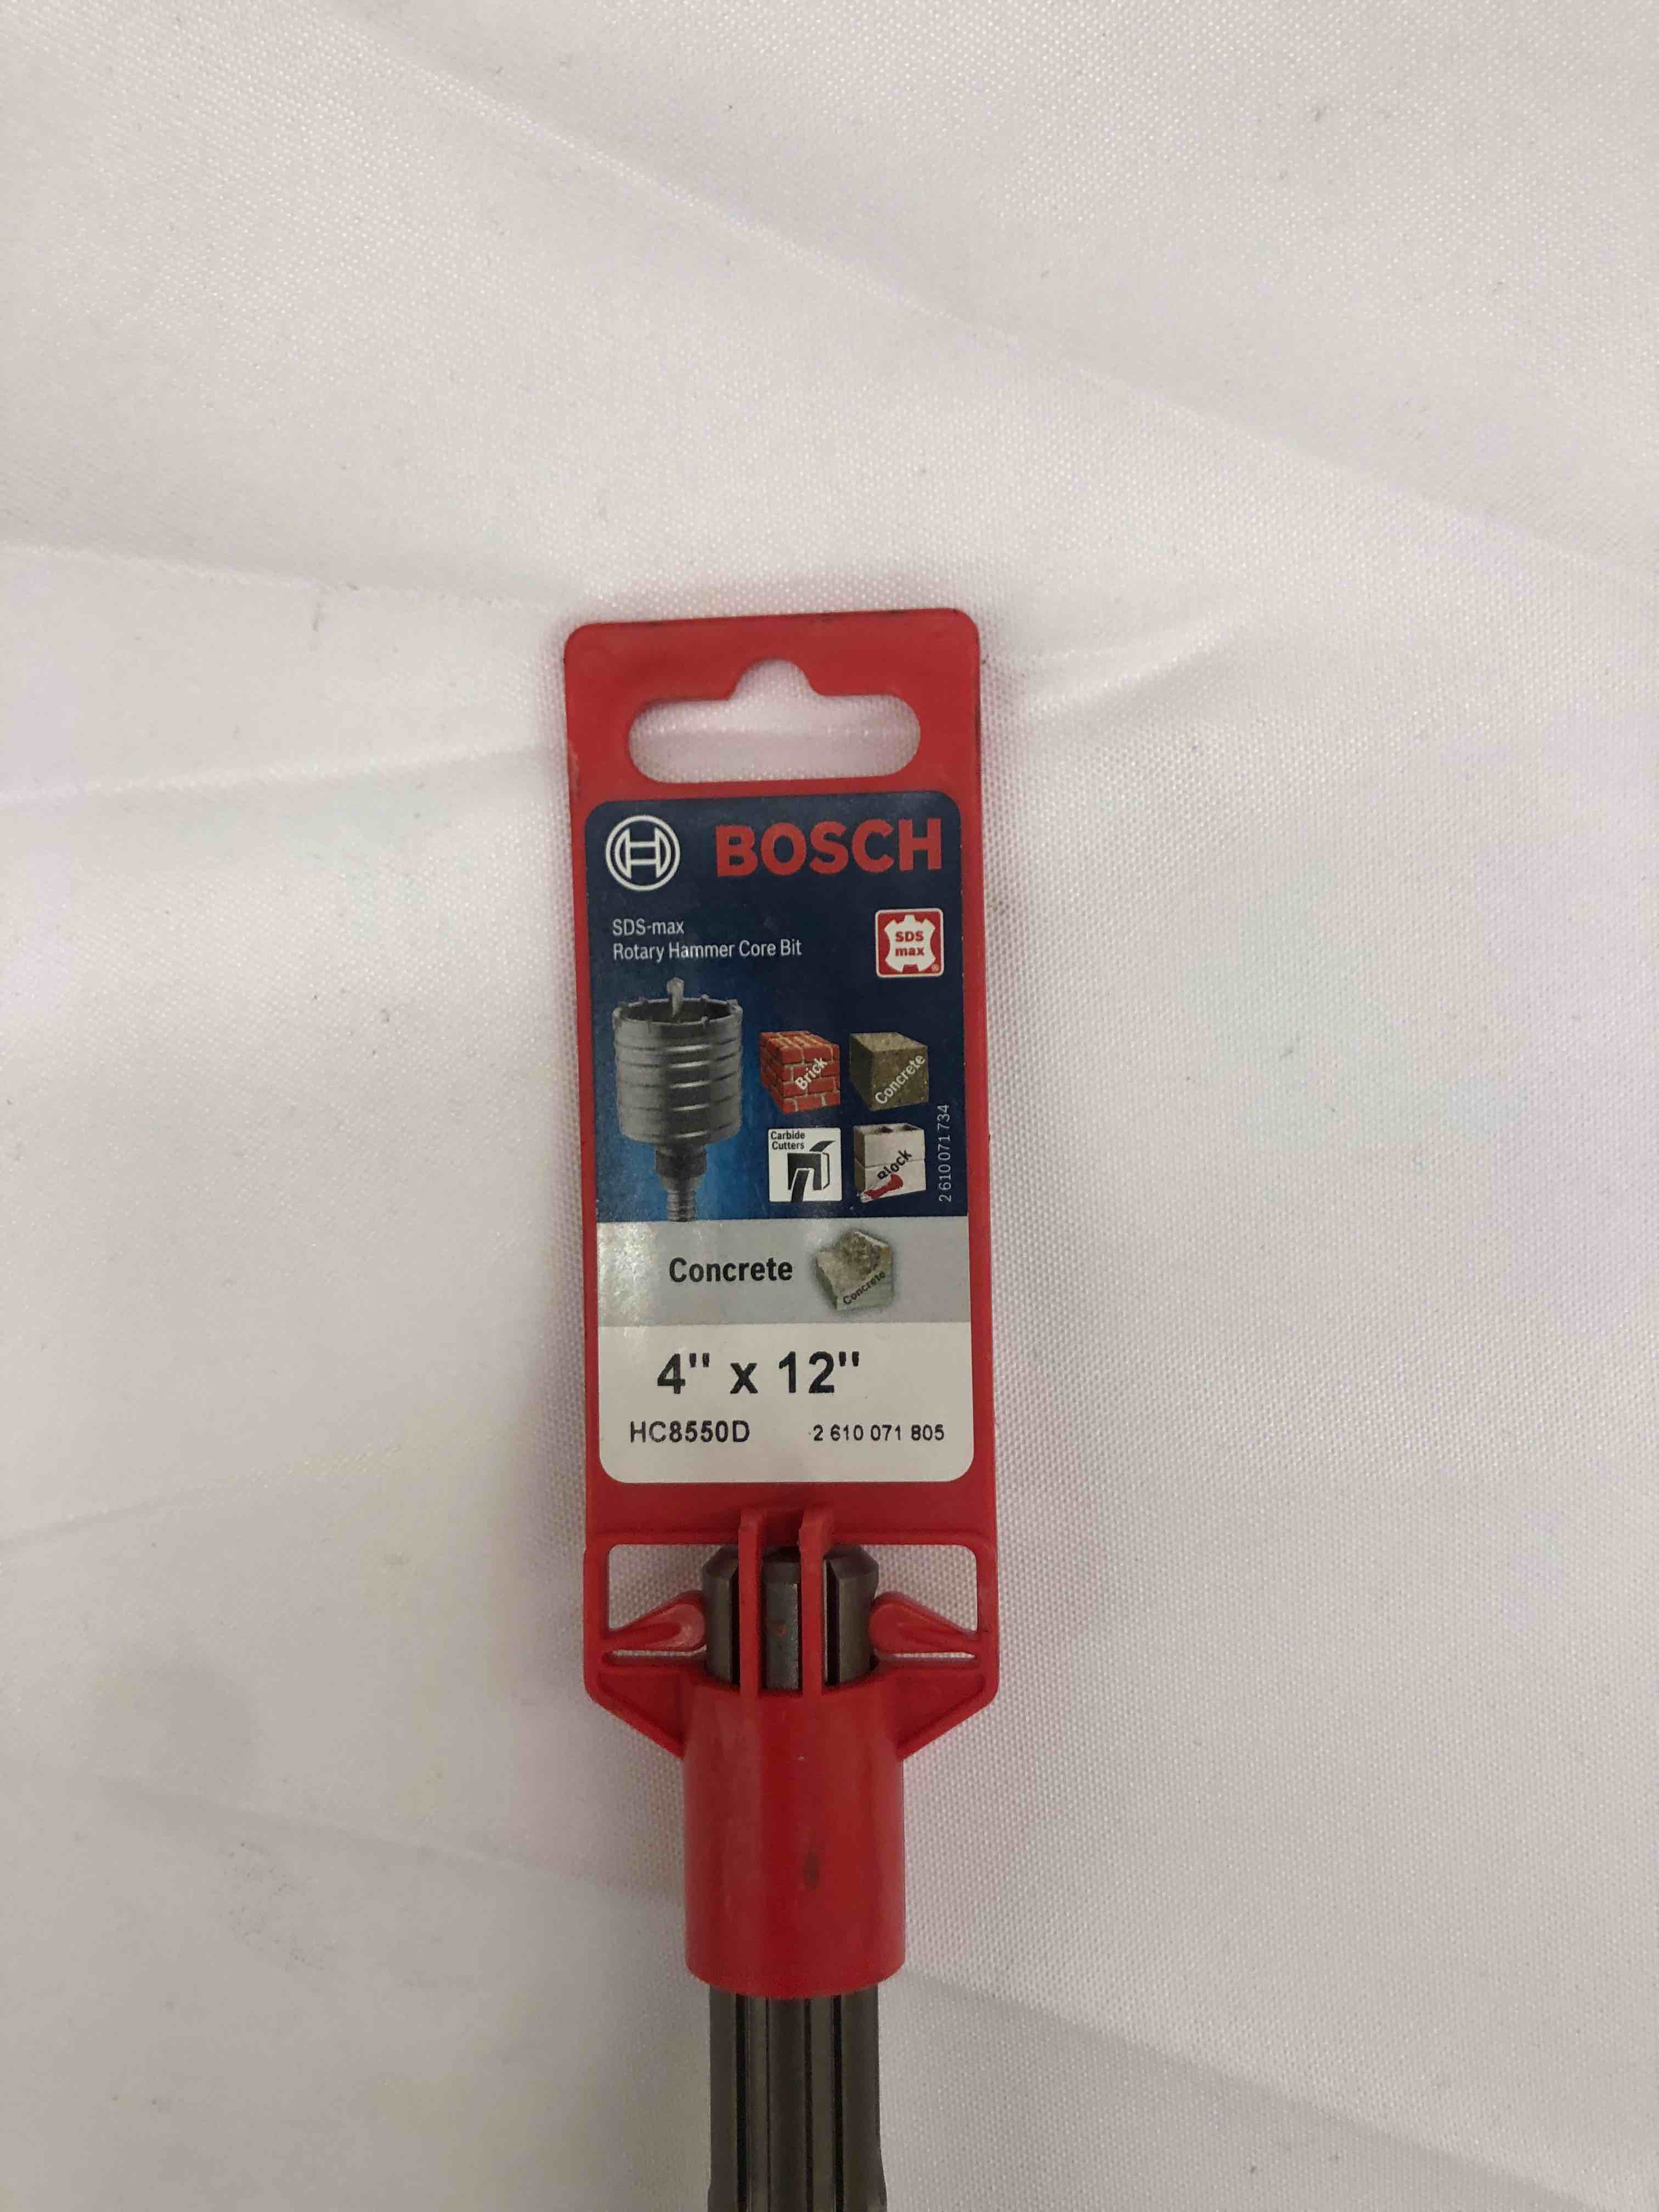 BOSCH
SDS-max
Rotary Hammer Core Bit
SDS
max
®
Brick
Concrete
Carbide
Cutters
Block
2 610 071 734
Concrete
Concrete
4" x 12"
HC8550D 2 610 071 805